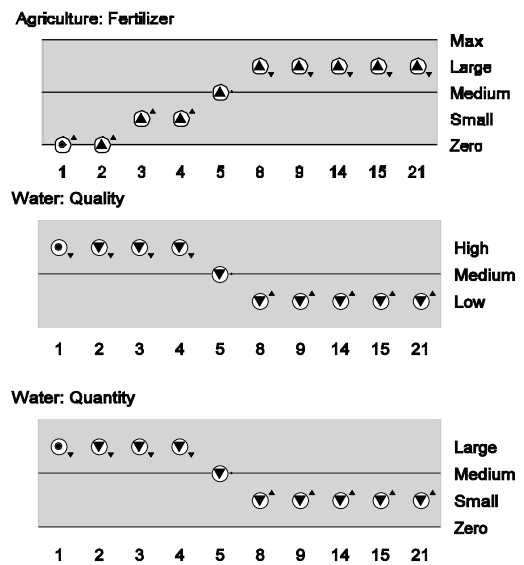 Agriculture: Fertilizer
Max
Large
Medium
Small
Zero
1 2 3 4 5 8 9 14 15 21
Water: Quality
High
Medium
Low
1 2 3 4 5 8 9 14 15 21
Water: Quantity
Large
Medium
Small
Zero
1 2 3 4 5 8 9 14 15 21